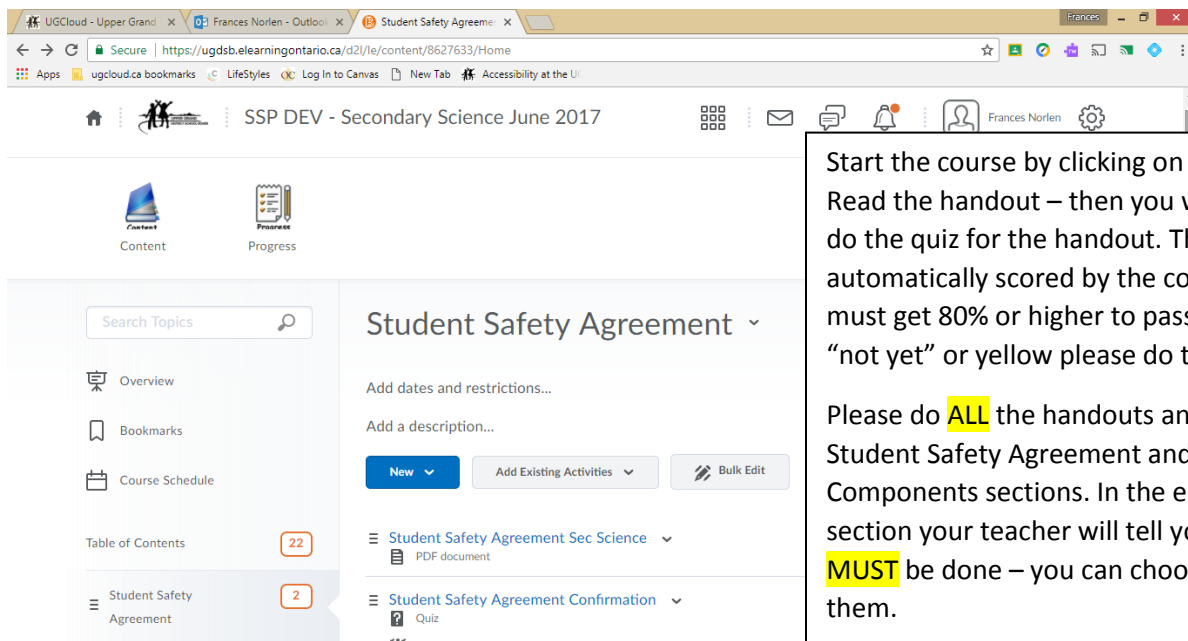 UGCloud - Upper Grand
Frances Norlen - Outlook
Student Safety Agreemen
Frances
Secure | https://ugdsb.elearningontario.ca/d2l/le/content/8627633/Home
Apps ugcloud.ca bookmarks LifeStyles Log In to Canvas New Tab Accessibility at the U
SSP DEV - Secondary Science June 2017
Frances Norlen
Content
Progress
Content
Progress
Search Topics
Overview
Bookmarks
Course Schedule
Table of Contents 22
Student Safety Agreement 2
Student Safety Agreement
Add dates and restrictions...
Add a description...
New Add Existing Activities Bulk Edit
Student Safety Agreement Sec Science
PDF document
Student Safety Agreement Confirmation
Quiz
Start the course by clicking on
Read the handout – then you
do the quiz for the handout.
automatically scored by the
must get 80% or higher to
“not yet” or yellow please do
Please do ALL the handouts
Student Safety Agreement
Components sections. In the
section your teacher will tell
MUST be done – you can
them.